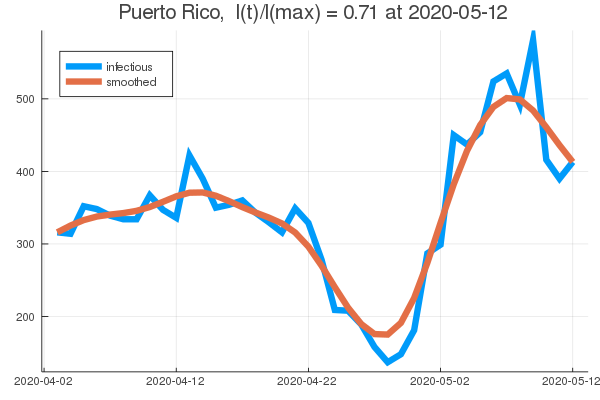 Puerto Rico, I(t)/I(max) = 0.71 at 2020-05-12
infectious
smoothed
500
400
300
200
2020-04-02 2020-04-12 2020-04-22 2020-05-02 2020-05-12